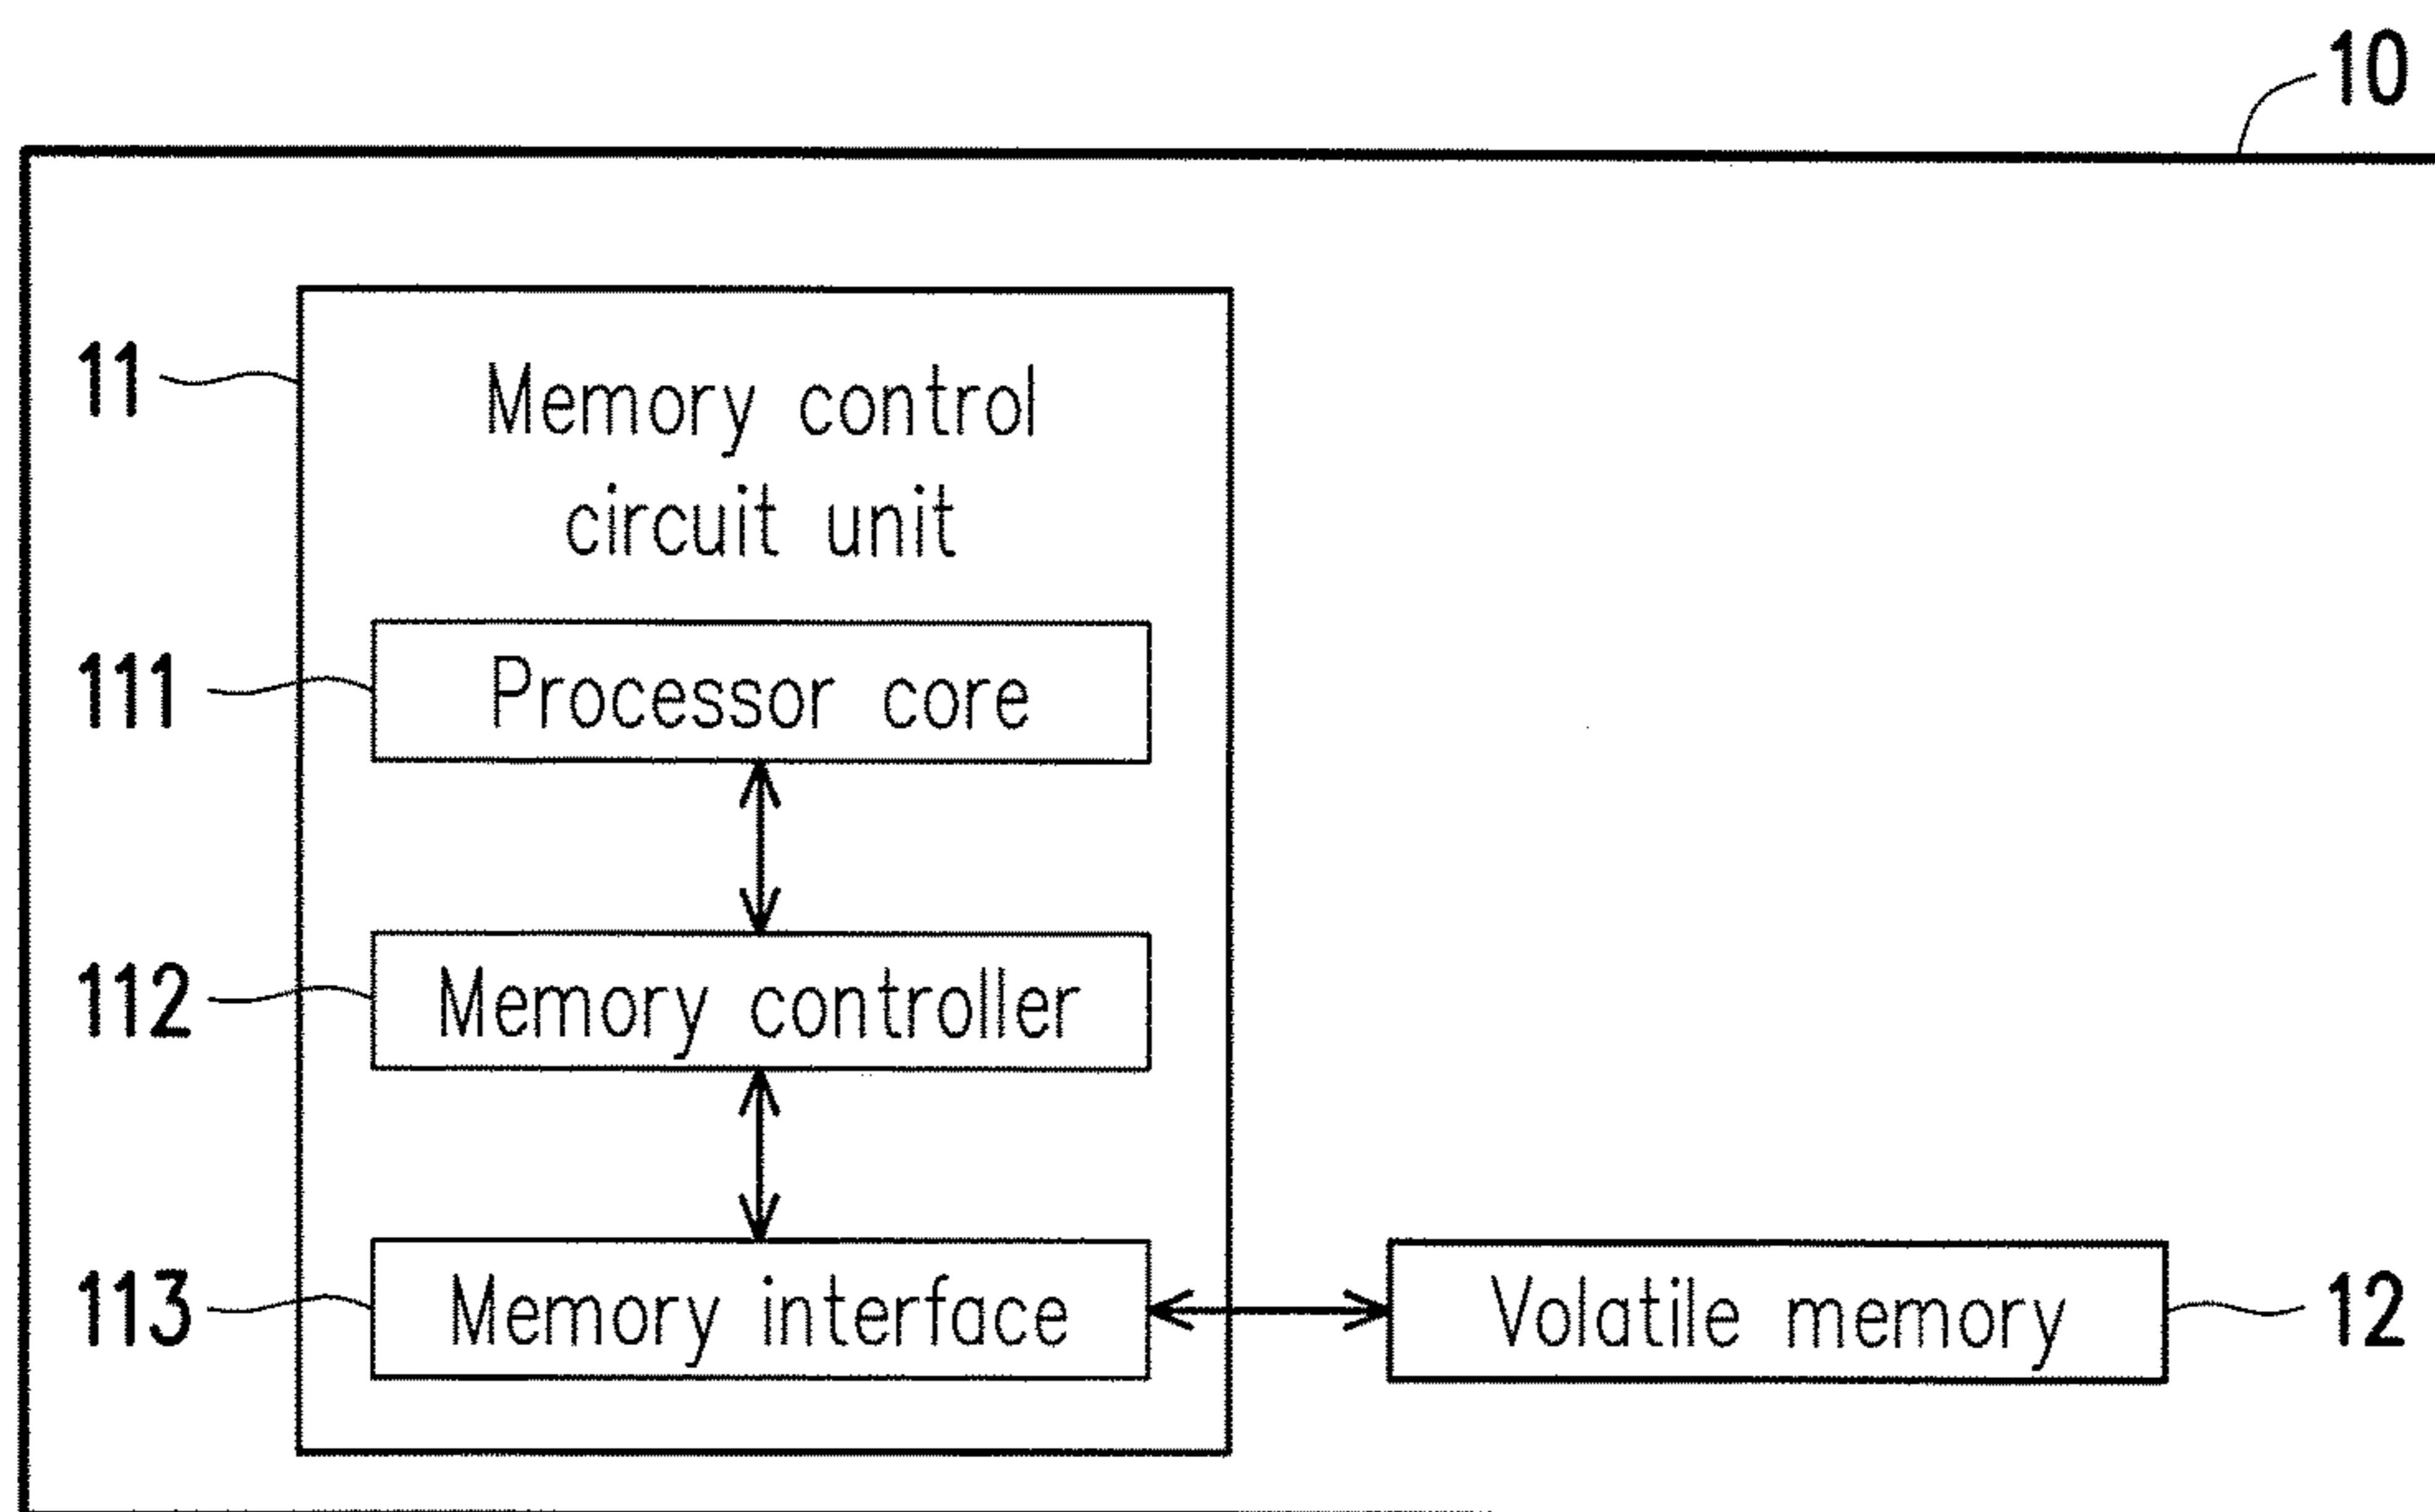 10
11
Memory control
circuit unit
111
Processor core
112
Memory controller
113
Memory interface
Volatile memory
12